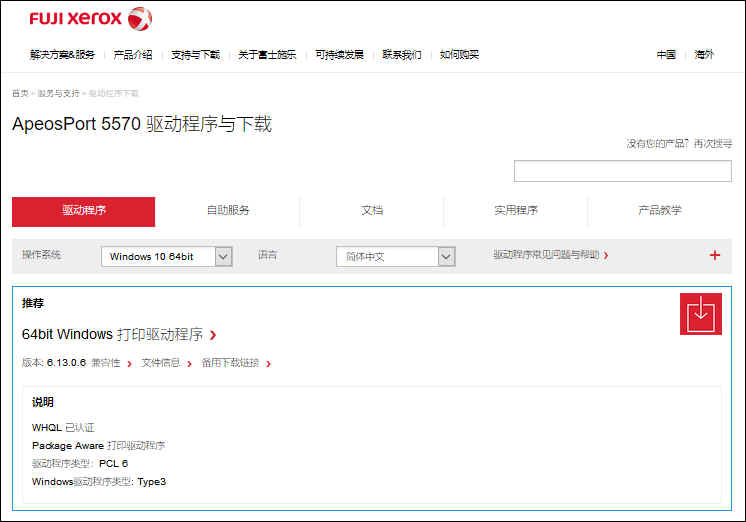 FUJI XEROX
解决方案&服务 产品介绍 支持与下载 关于富士施乐 可持续发展 联系我们 如何购买 中国 海外
首页 » 服务与支持 » 驱动程序下载
ApeosPort 5570 驱动程序与下载
没有您的产品? 再次搜寻
驱动程序 自助服务 文档 实用程序 产品教学
操作系统 Windows 10 64bit 语言 简体中文 驱动程序常见问题与帮助 › +
推荐
64bit Windows 打印驱动程序 ›
版本: 6.13.0.6 兼容性 › 文件信息 › 备用下载链接 ›
说明
WHQL 已认证
Package Aware 打印驱动程序
驱动程序类型: PCL 6
Windows驱动程序类型: Type3